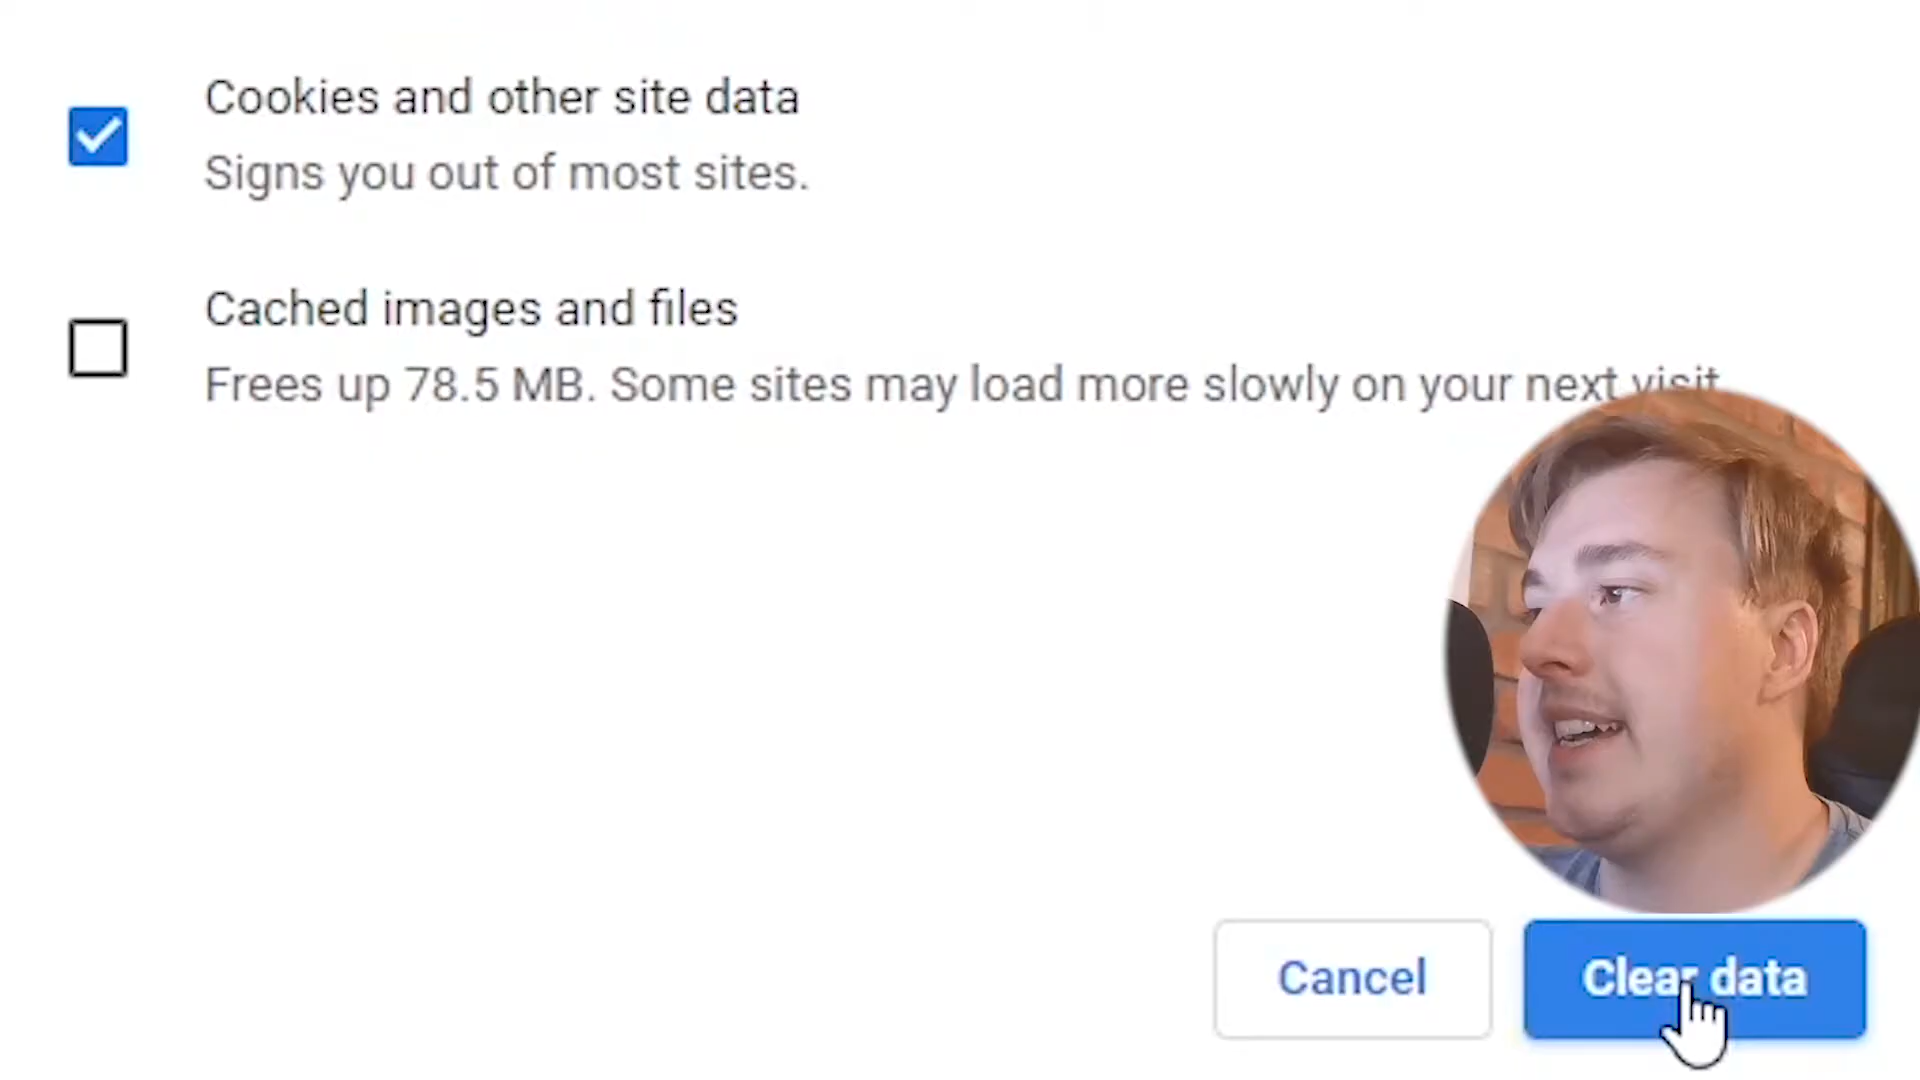 Cookies and other site data
Signs you out of most sites.
Cached images and files
Frees up 78.5 MB. Some sites may load more slowly on your next visit
Cancel
Clear data